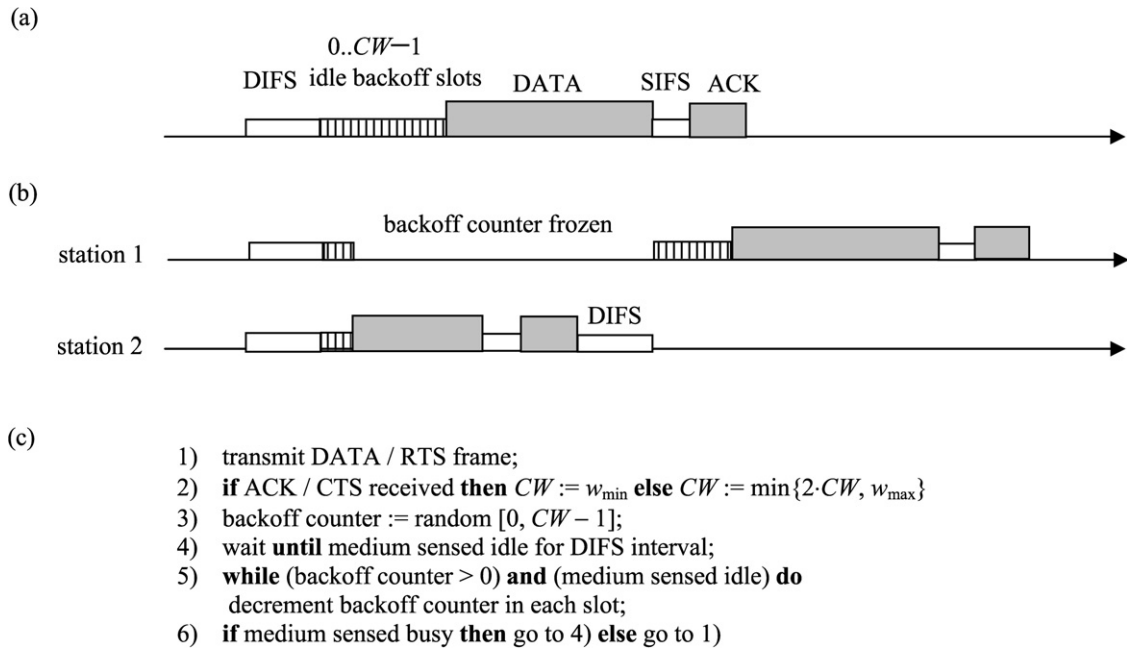 (a)
0..CW−1
DIFS idle backoff slots DATA SIFS ACK
(b)
backoff counter frozen
station 1
DIFS
station 2
(c)
1) transmit DATA / RTS frame;
2) if ACK / CTS received then CW := w_min else CW := min{2·CW, w_max}
3) backoff counter := random [0, CW − 1];
4) wait until medium sensed idle for DIFS interval;
5) while (backoff counter > 0) and (medium sensed idle) do
decrement backoff counter in each slot;
6) if medium sensed busy then go to 4) else go to 1)